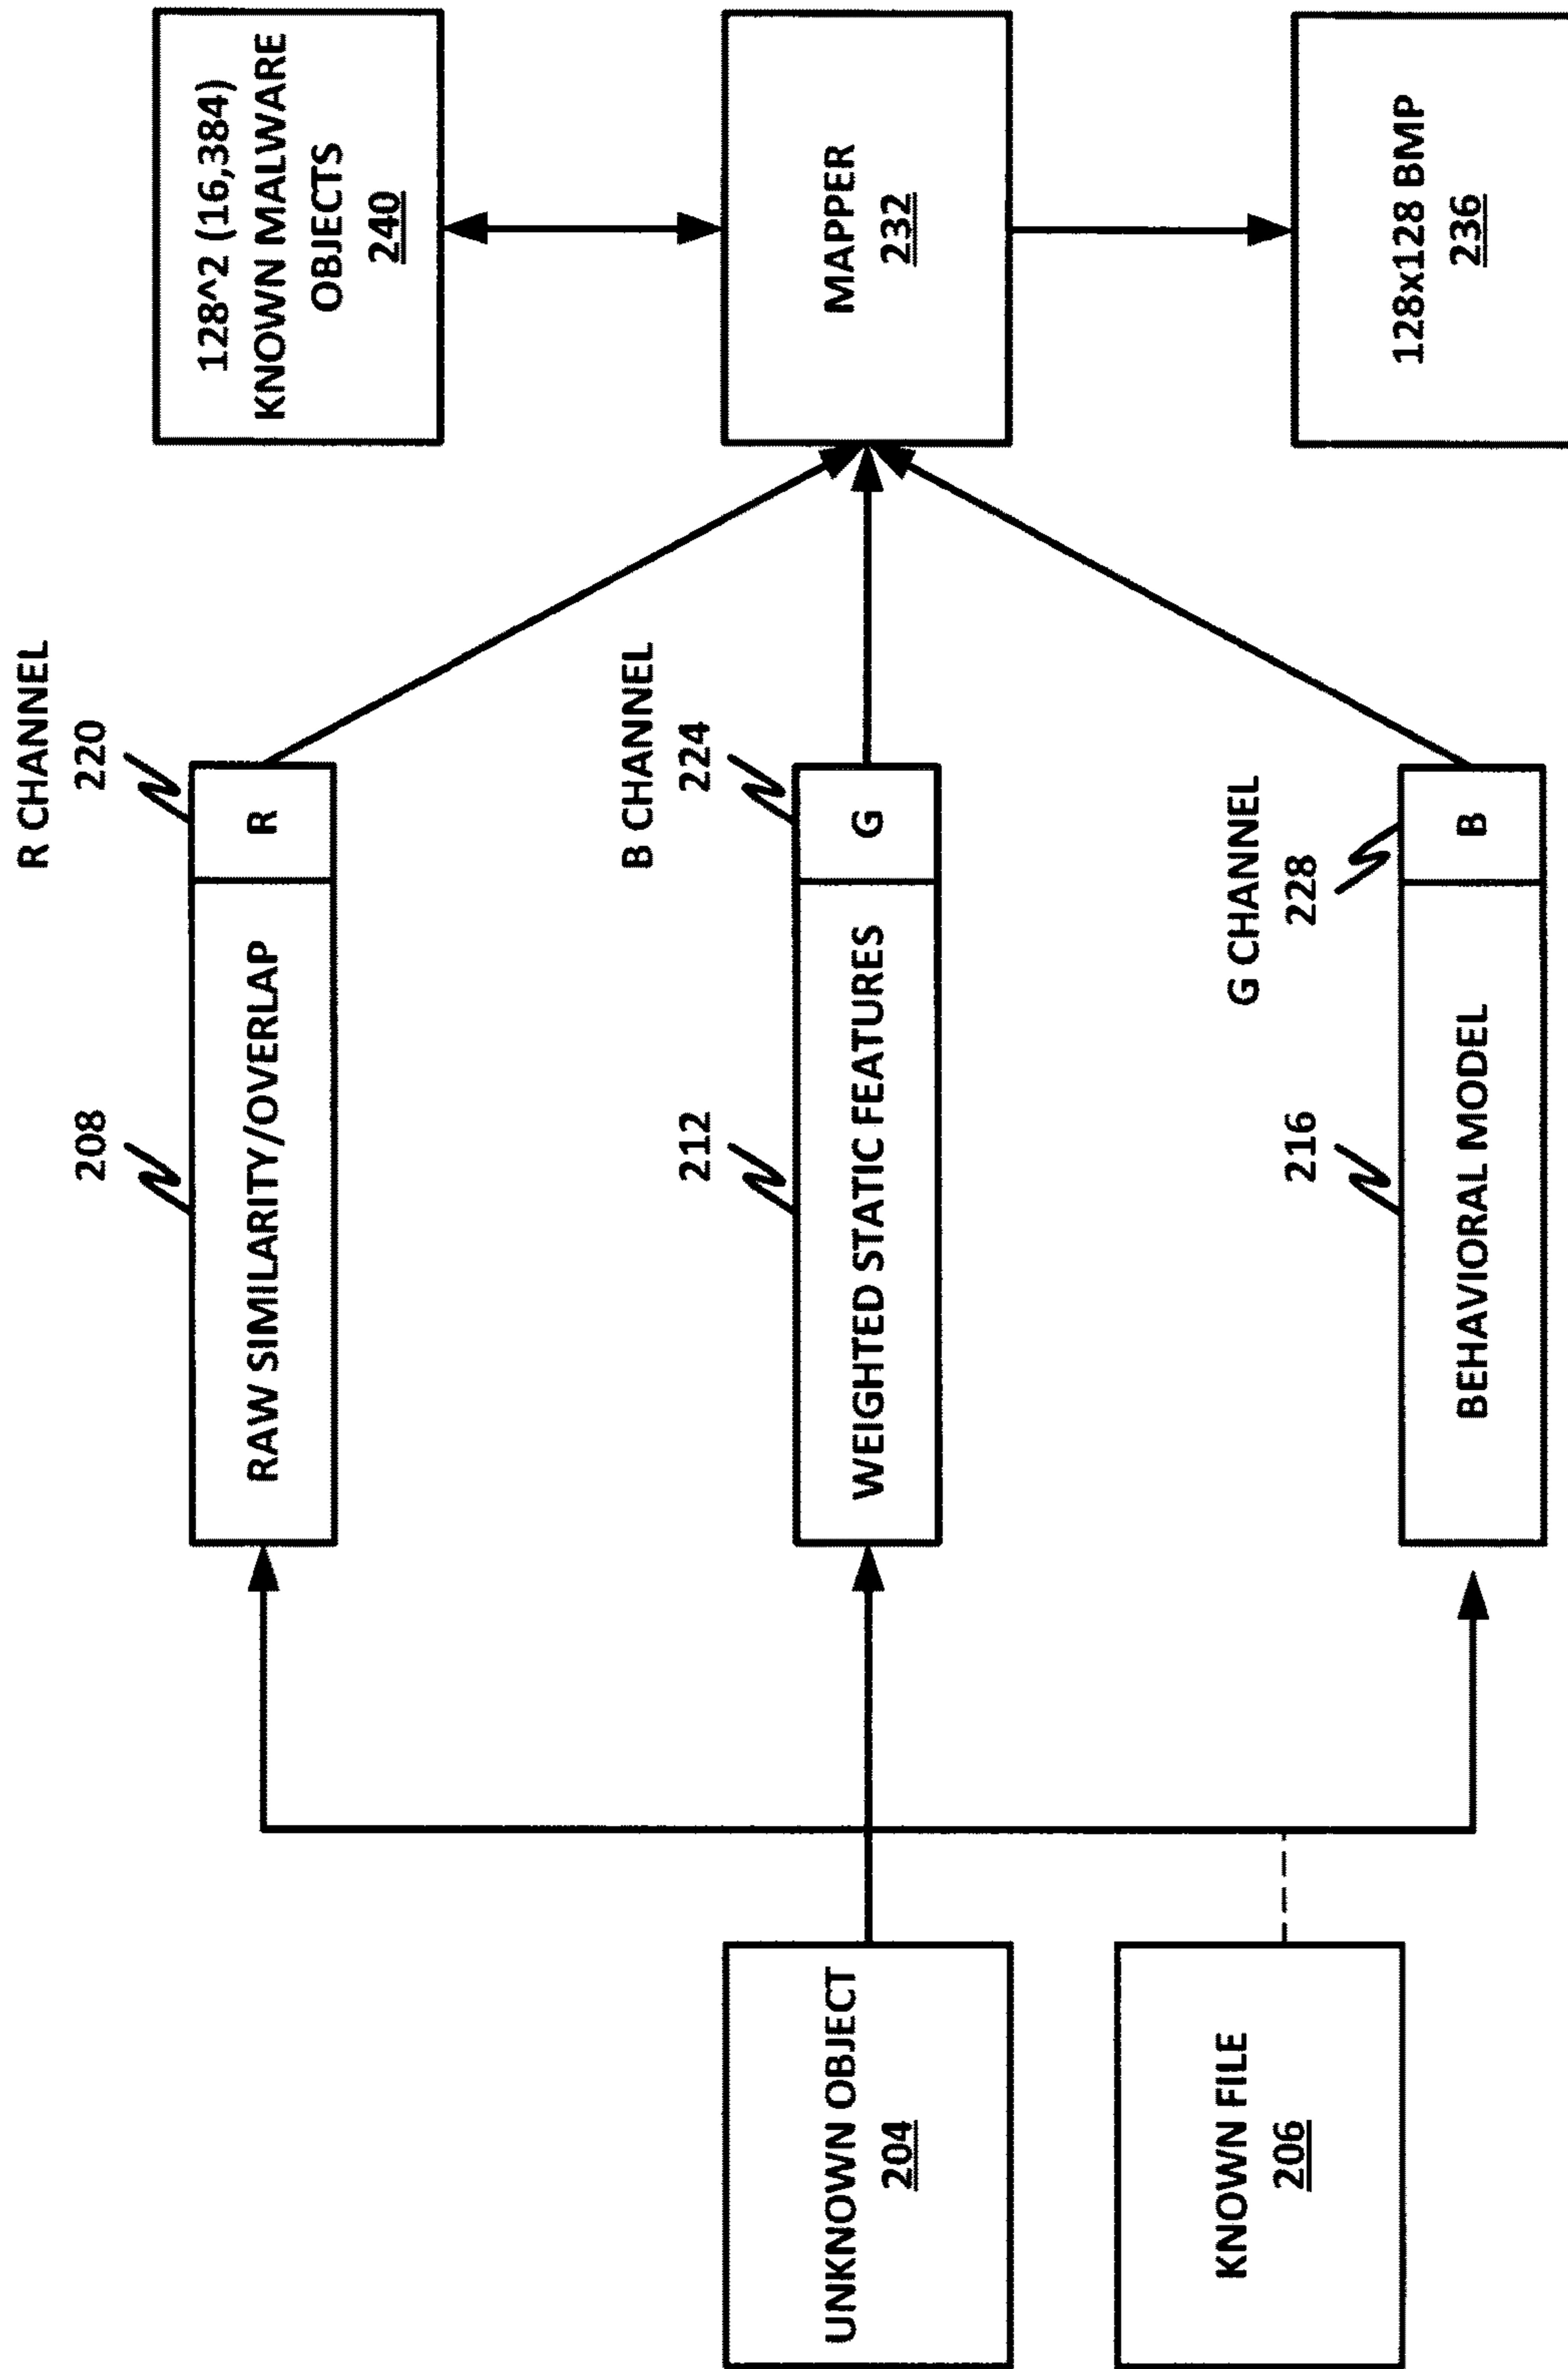 UNKNOWN OBJECT
204
KNOWN FILE
206
208
RAW SIMILARITY/OVERLAP
R CHANNEL
220
R
212
WEIGHTED STATIC FEATURES
B CHANNEL
224
G
216
BEHAVIORAL MODEL
G CHANNEL
228
B
128^2 (16,384)
KNOWN MALWARE
OBJECTS
240
MAPPER
232
128x128 BMP
236